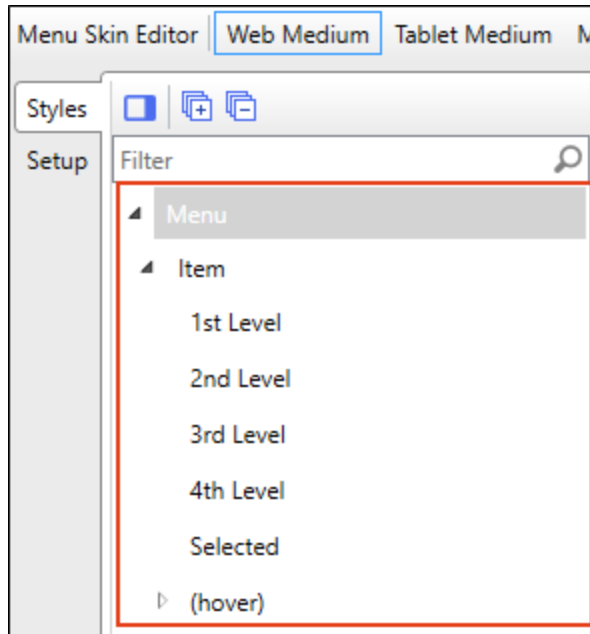 Menu Skin Editor Web Medium Tablet Medium
Styles
Setup
Filter
Menu
Item
1st Level
2nd Level
3rd Level
4th Level
Selected
(hover)